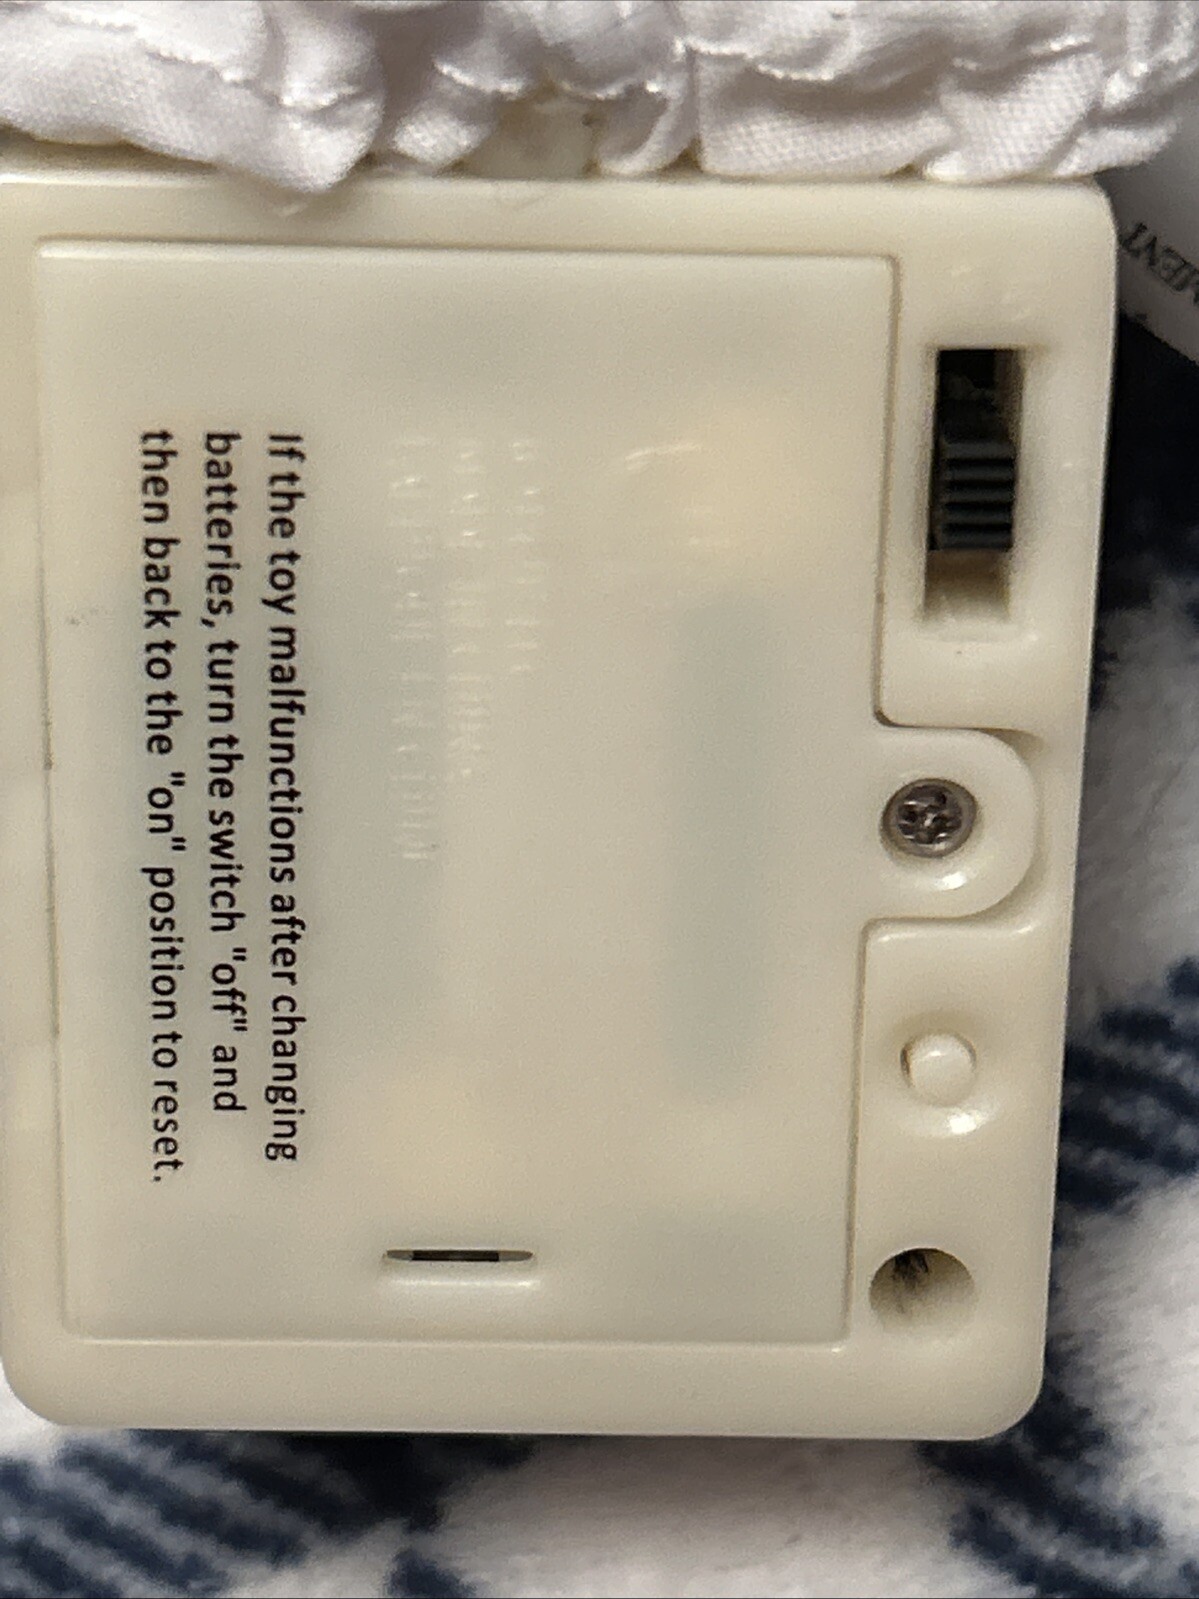 If the toy malfunctions after changing
batteries, turn the switch "off" and
then back to the "on" position to reset.